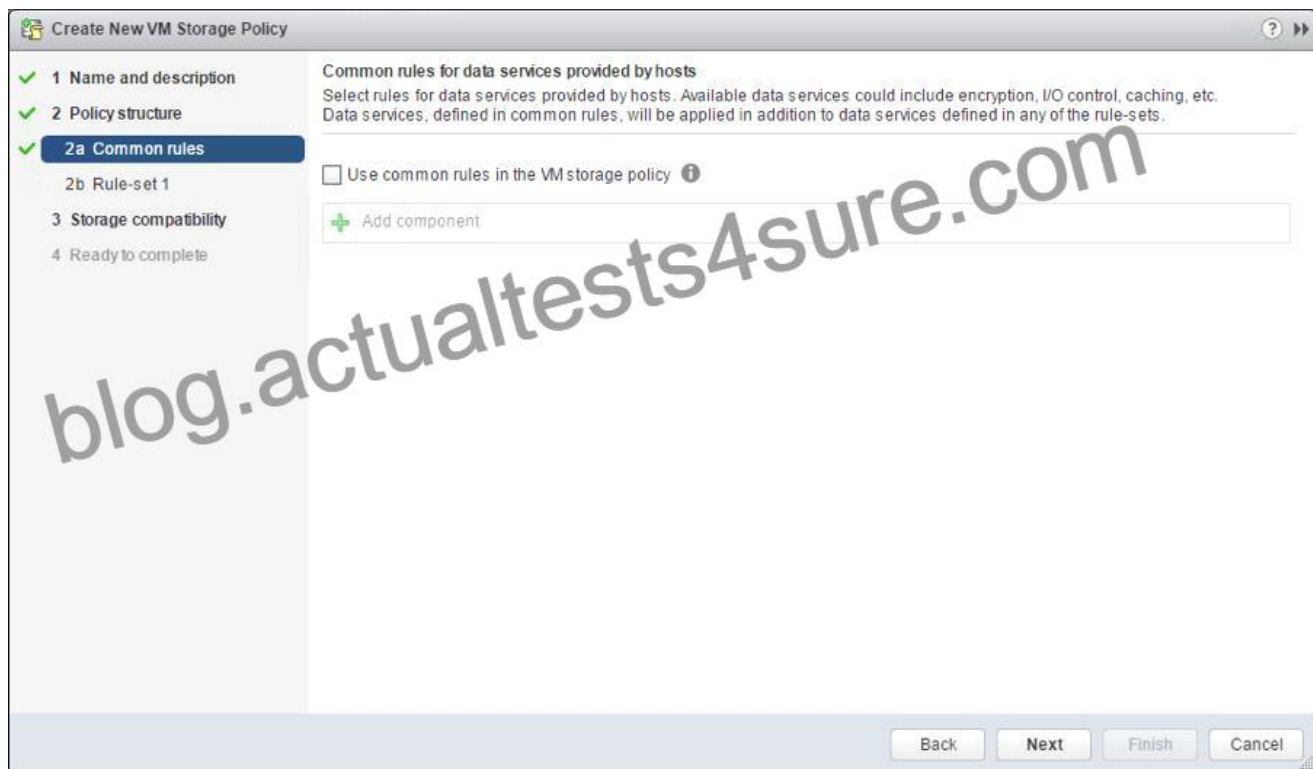 Create New VM Storage Policy
?
1 Name and description
2 Policy structure
2a Common rules
2b Rule-set 1
3 Storage compatibility
4 Ready to complete
Common rules for data services provided by hosts
Select rules for data services provided by hosts. Available data services could include encryption, I/O control, caching, etc.
Data services, defined in common rules, will be applied in addition to data services defined in any of the rule-sets.
Use common rules in the VM storage policy i
Add component
blog.actualtests4sure.com
Back Next Finish Cancel